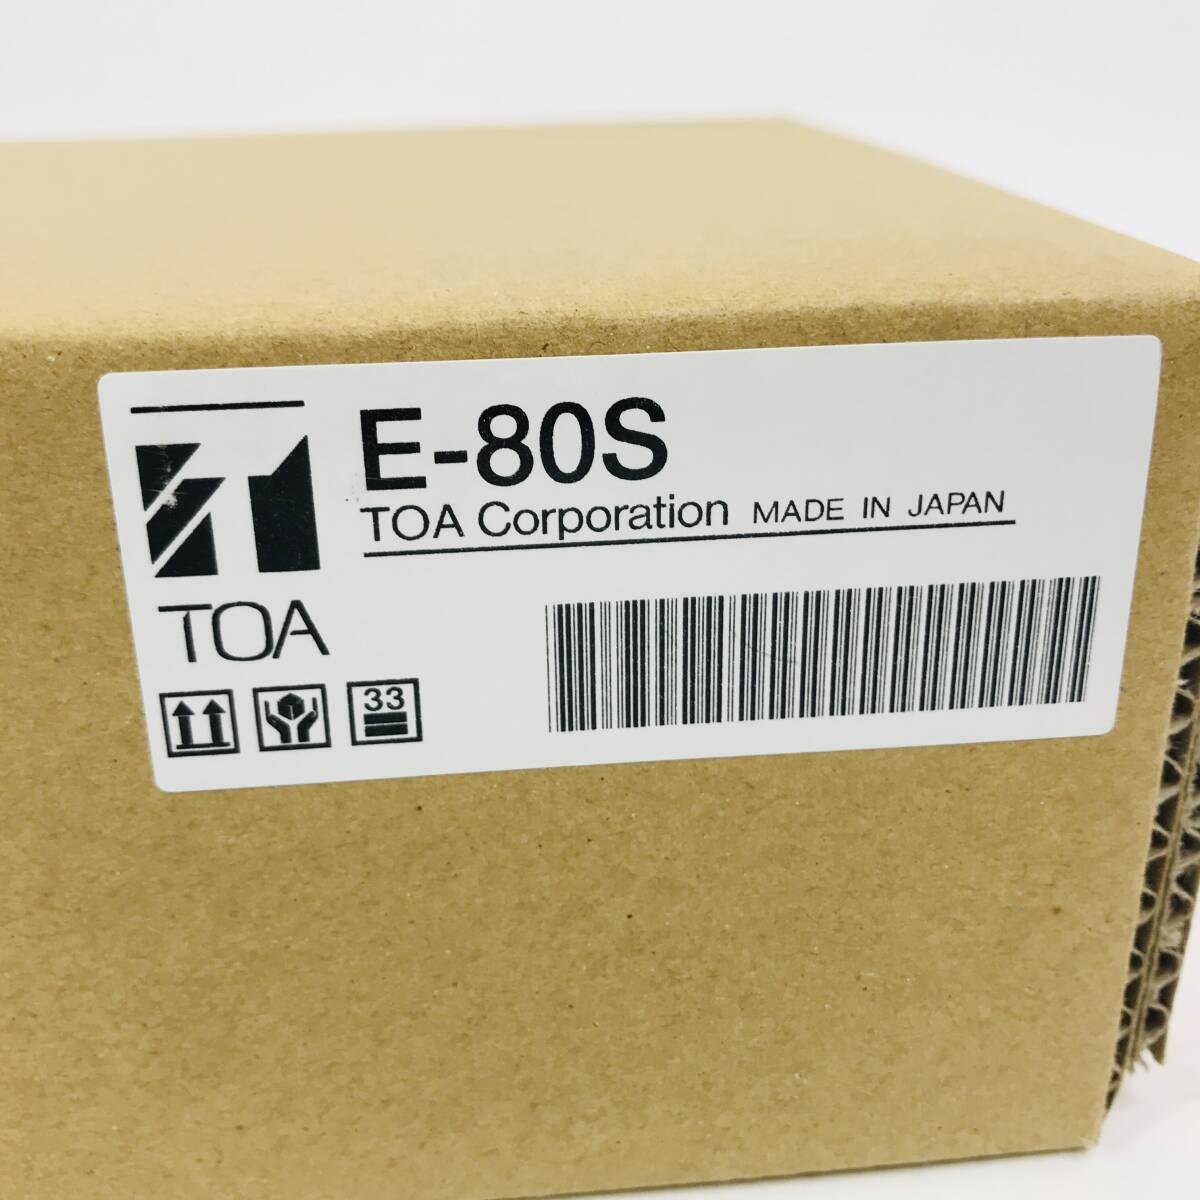 E-80S
TOA Corporation MADE IN JAPAN
TOA
33